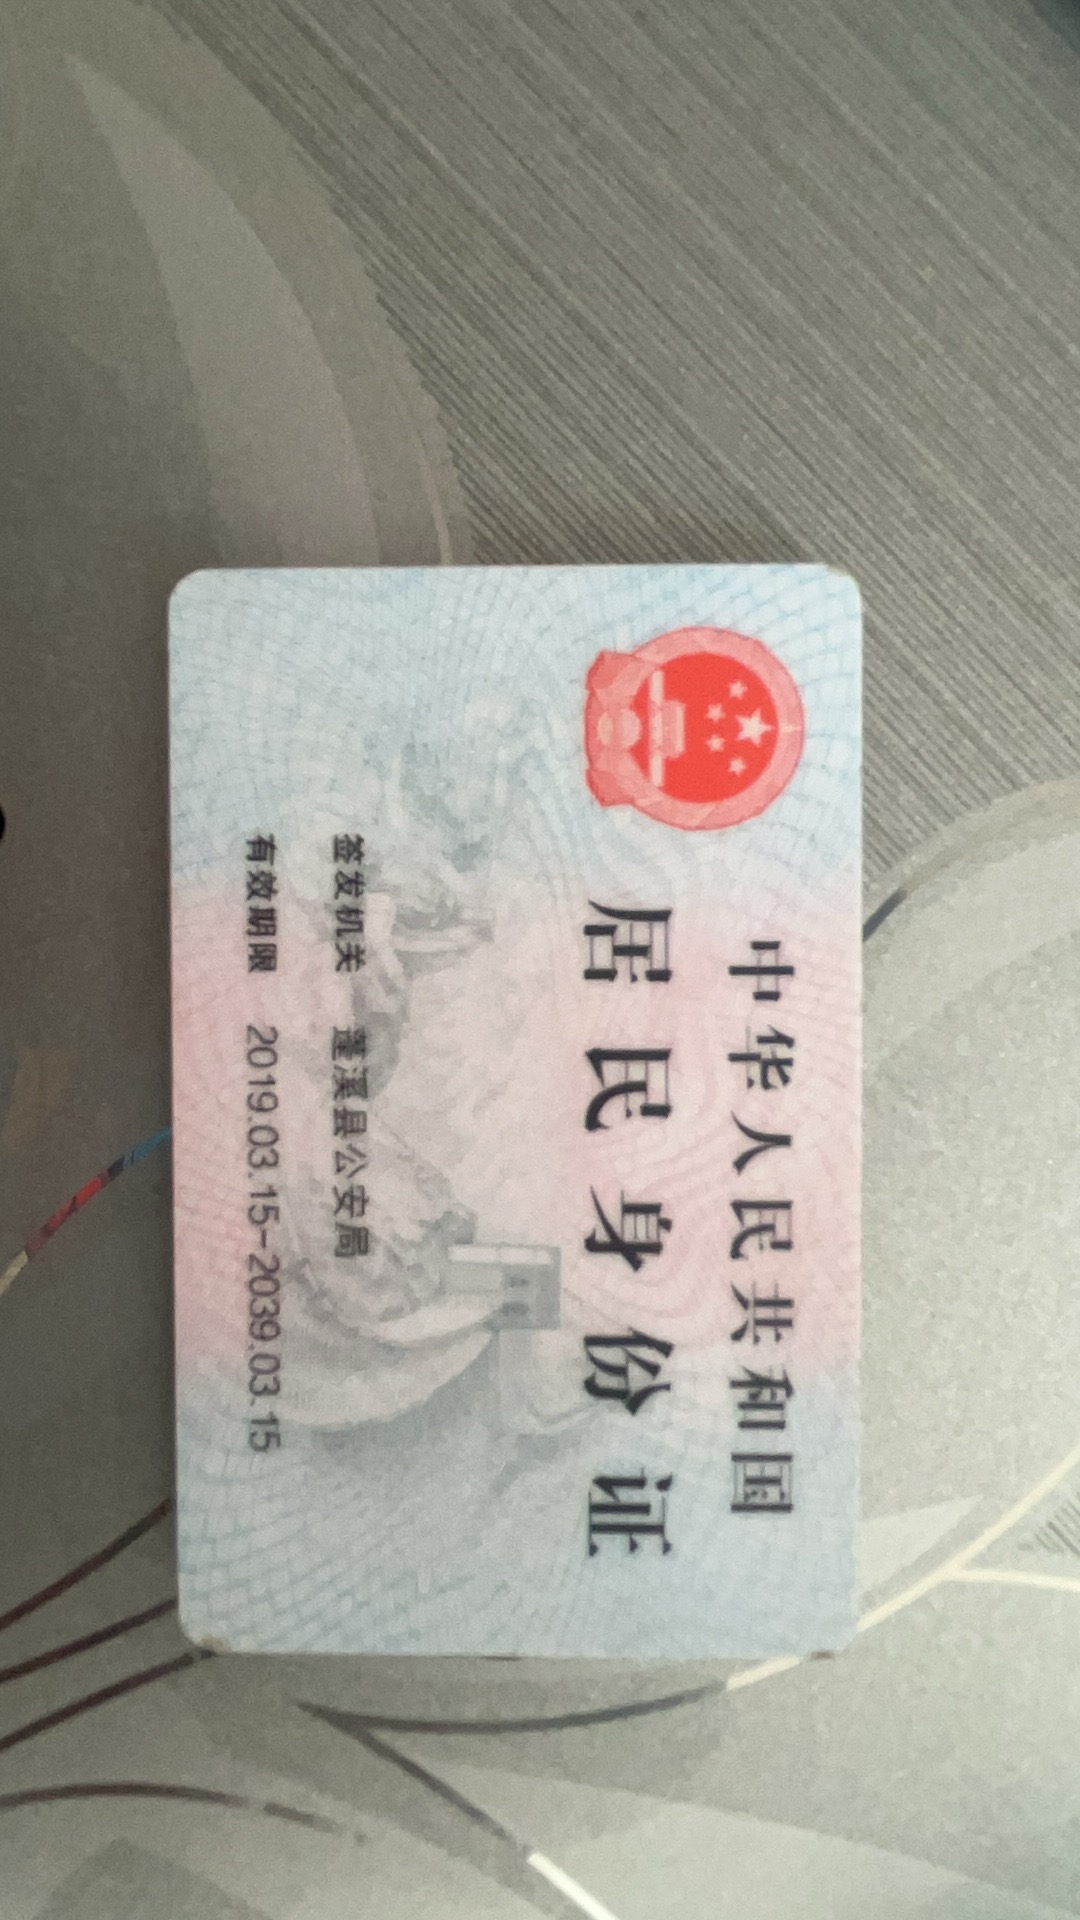 中华人民共和国
居民身份证
签发机关 蓬溪县公安局
有效期限 2019.03.15-2039.03.15